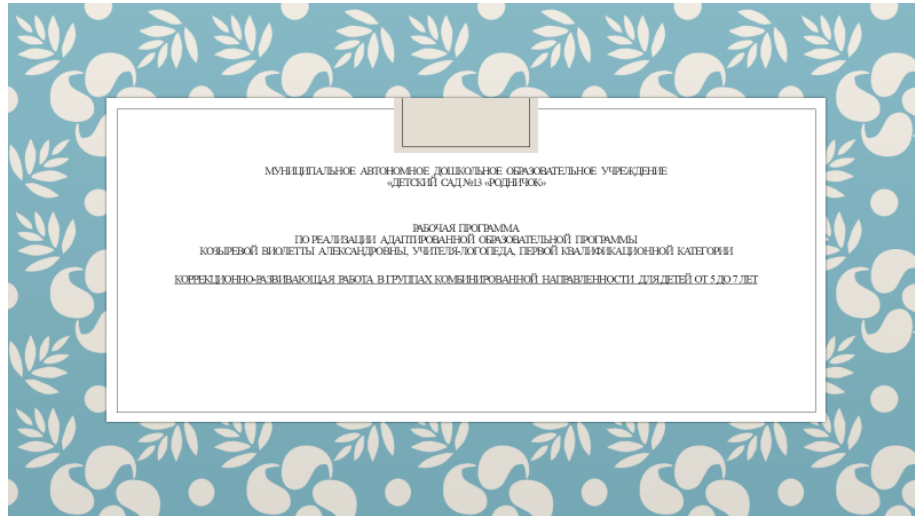 МУНИЦИПАЛЬНОЕ АВТОНОМНОЕ ДОШКОЛЬНОЕ ОБРАЗОВАТЕЛЬНОЕ УЧРЕЖДЕНИЕ
«ДЕТСКИЙ САД №13 «РОДНИЧОК»
РАБОЧАЯ ПРОГРАММА
ПО РЕАЛИЗАЦИИ АДАПТИРОВАННОЙ ОБРАЗОВАТЕЛЬНОЙ ПРОГРАММЫ
КОЗЫРЕВОЙ ВИОЛЕТТЫ АЛЕКСАНДРОВНЫ, УЧИТЕЛЯ-ЛОГОПЕДА, ПЕРВОЙ КВАЛИФИКАЦИОННОЙ КАТЕГОРИИ
КОРРЕКЦИОННО-РАЗВИВАЮЩАЯ РАБОТА В ГРУППАХ КОМБИНИРОВАННОЙ НАПРАВЛЕННОСТИ ДЛЯ ДЕТЕЙ ОТ 5 ДО 7 ЛЕТ